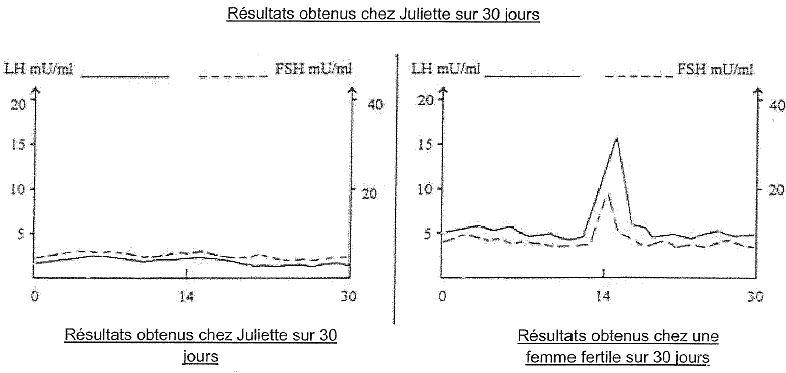 Résultats obtenus chez Juliette sur 30 jours
LH mU/ml
FSH mU/ml
20
15
10
5
40
20
0
14
30
Résultats obtenus chez Juliette sur 30
jours
LH mU/ml
FSH mU/ml
20
15
10
5
40
20
0
14
30
Résultats obtenus chez une
femme fertile sur 30 jours